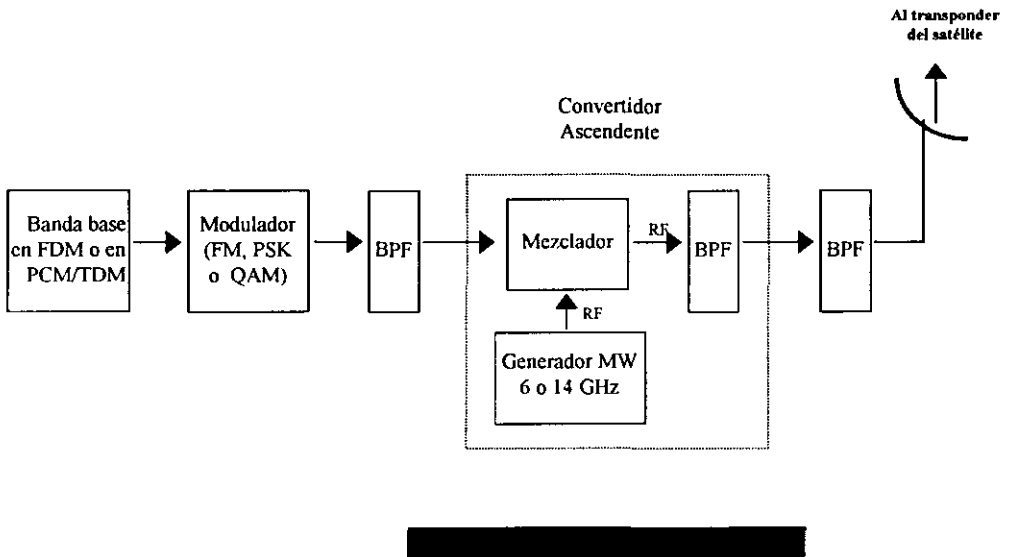 Al transponder
del satélite
Convertidor
Ascendente
Banda base
en FDM o en
PCM/TDM
Modulador
(FM, PSK
o QAM)
BPF
Mezclador
RF
BPF
BPF
RF
Generador MW
6 o 14 GHz